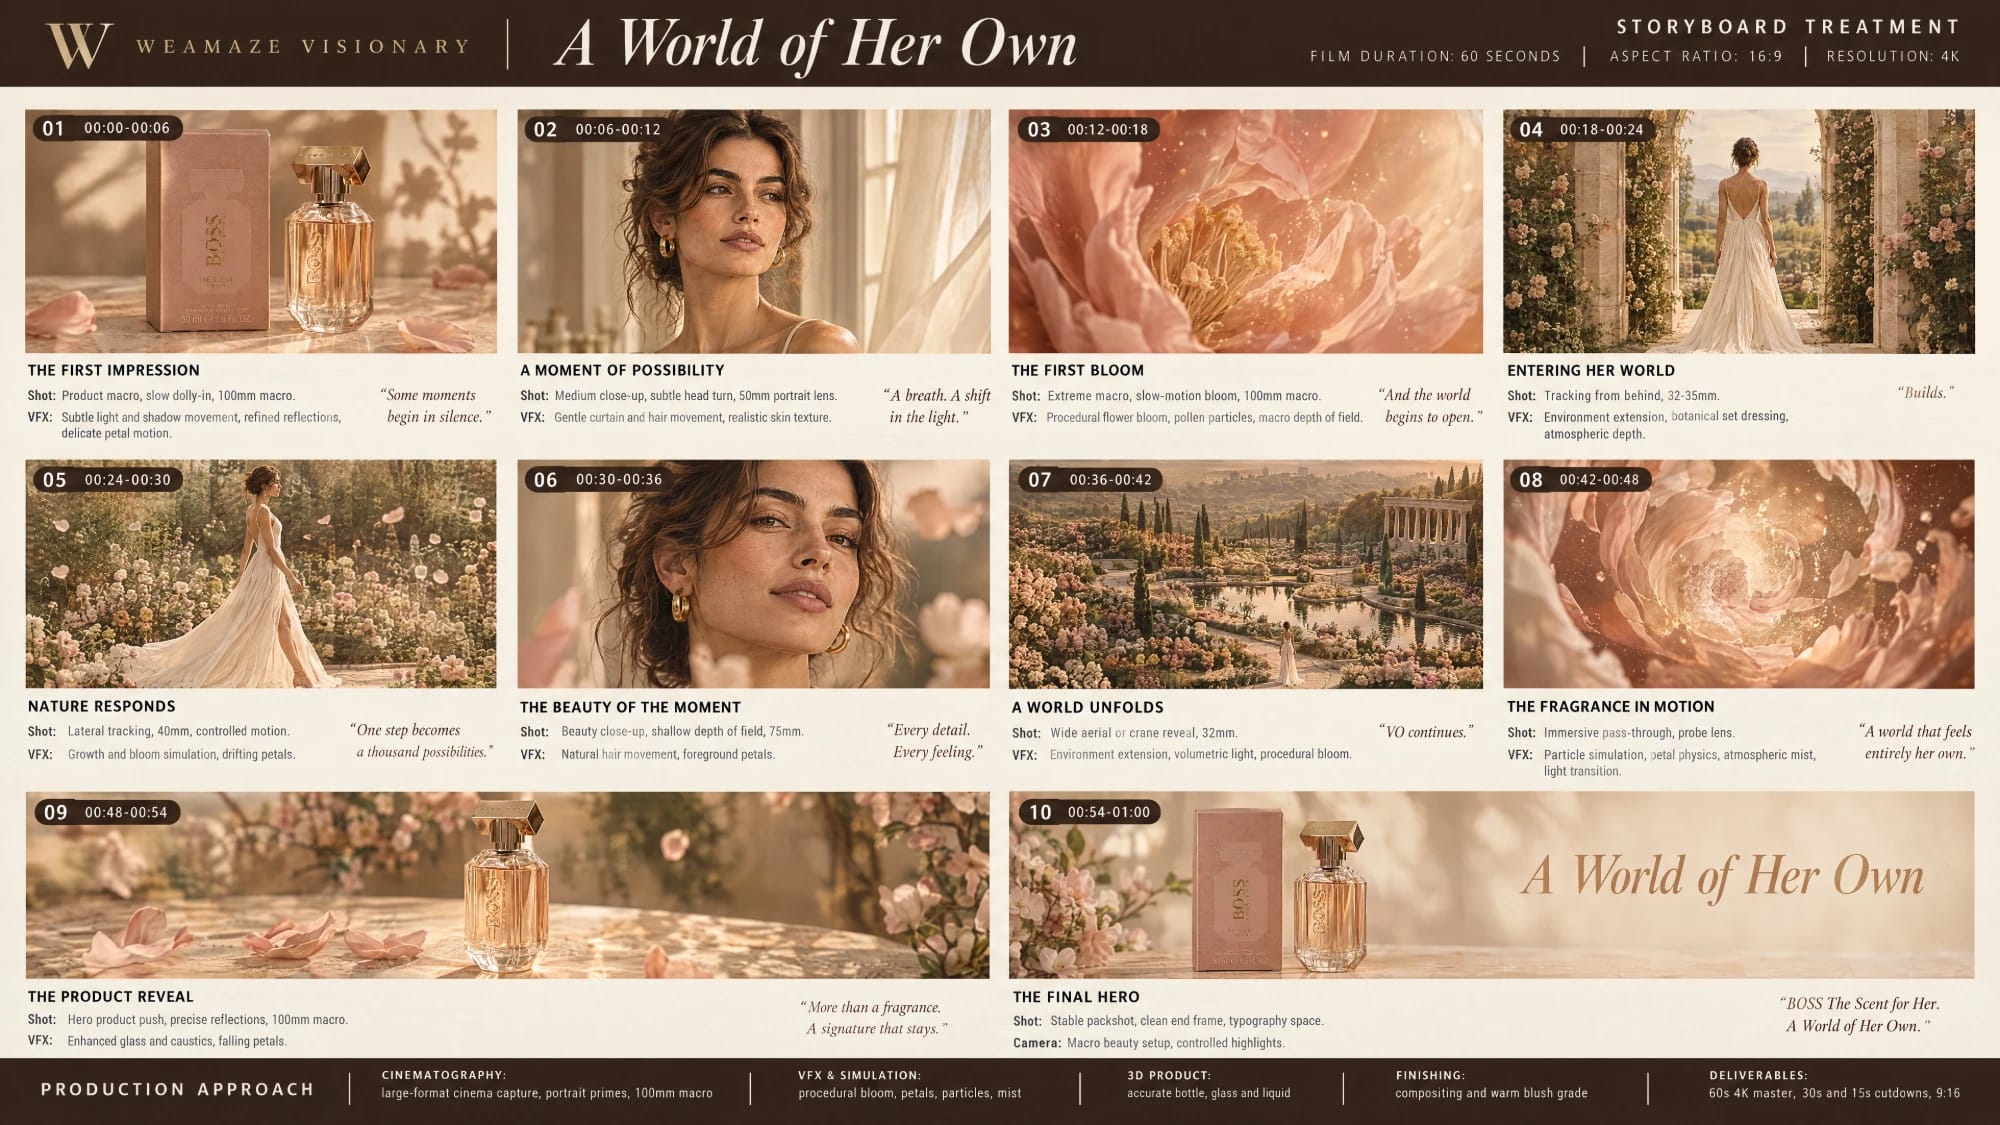 W WEAMAZE VISIONARY
A World of Her Own
STORYBOARD TREATMENT
FILM DURATION: 60 SECONDS | ASPECT RATIO: 16:9 | RESOLUTION: 4K
01 00:00-00:06
BOSS
THE SCENT
BOSS
THE FIRST IMPRESSION
Shot: Product macro, slow dolly-in, 100mm macro.
VFX: Subtle light and shadow movement, refined reflections,
delicate petal motion.
“Some moments
begin in silence.”
02 00:06-00:12
A MOMENT OF POSSIBILITY
Shot: Medium close-up, subtle head turn, 50mm portrait lens.
VFX: Gentle curtain and hair movement, realistic skin texture.
“A breath. A shift
in the light.”
03 00:12-00:18
THE FIRST BLOOM
Shot: Extreme macro, slow-motion bloom, 100mm macro.
VFX: Procedural flower bloom, pollen particles, macro depth of field.
“And the world
begins to open.”
04 00:18-00:24
ENTERING HER WORLD
Shot: Tracking from behind, 32-35mm.
VFX: Environment extension, botanical set dressing,
atmospheric depth.
“Builds.”
05 00:24-00:30
NATURE RESPONDS
Shot: Lateral tracking, 40mm, controlled motion.
VFX: Growth and bloom simulation, drifting petals.
“One step becomes
a thousand possibilities.”
06 00:30-00:36
THE BEAUTY OF THE MOMENT
Shot: Beauty close-up, shallow depth of field, 75mm.
VFX: Natural hair movement, foreground petals.
“Every detail.
Every feeling.”
07 00:36-00:42
A WORLD UNFOLDS
Shot: Wide aerial or crane reveal, 32mm.
VFX: Environment extension, volumetric light, procedural bloom.
“VO continues.”
08 00:42-00:48
THE FRAGRANCE IN MOTION
Shot: Immersive pass-through, probe lens.
VFX: Particle simulation, petal physics, atmospheric mist,
light transition.
“A world that feels
entirely her own.”
09 00:48-00:54
BOSS
THE PRODUCT REVEAL
Shot: Hero product push, precise reflections, 100mm macro.
VFX: Enhanced glass and caustics, falling petals.
“More than a fragrance.
A signature that stays.”
10 00:54-01:00
BOSS
BOSS
A World of Her Own
THE FINAL HERO
Shot: Stable packshot, clean end frame, typography space.
Camera: Macro beauty setup, controlled highlights.
“BOSS The Scent for Her.
A World of Her Own.”
PRODUCTION APPROACH
CINEMATOGRAPHY:
large-format cinema capture, portrait primes, 100mm macro
VFX & SIMULATION:
procedural bloom, petals, particles, mist
3D PRODUCT:
accurate bottle, glass and liquid
FINISHING:
compositing and warm blush grade
DELIVERABLES:
60s 4K master, 30s and 15s cutdowns, 9:16